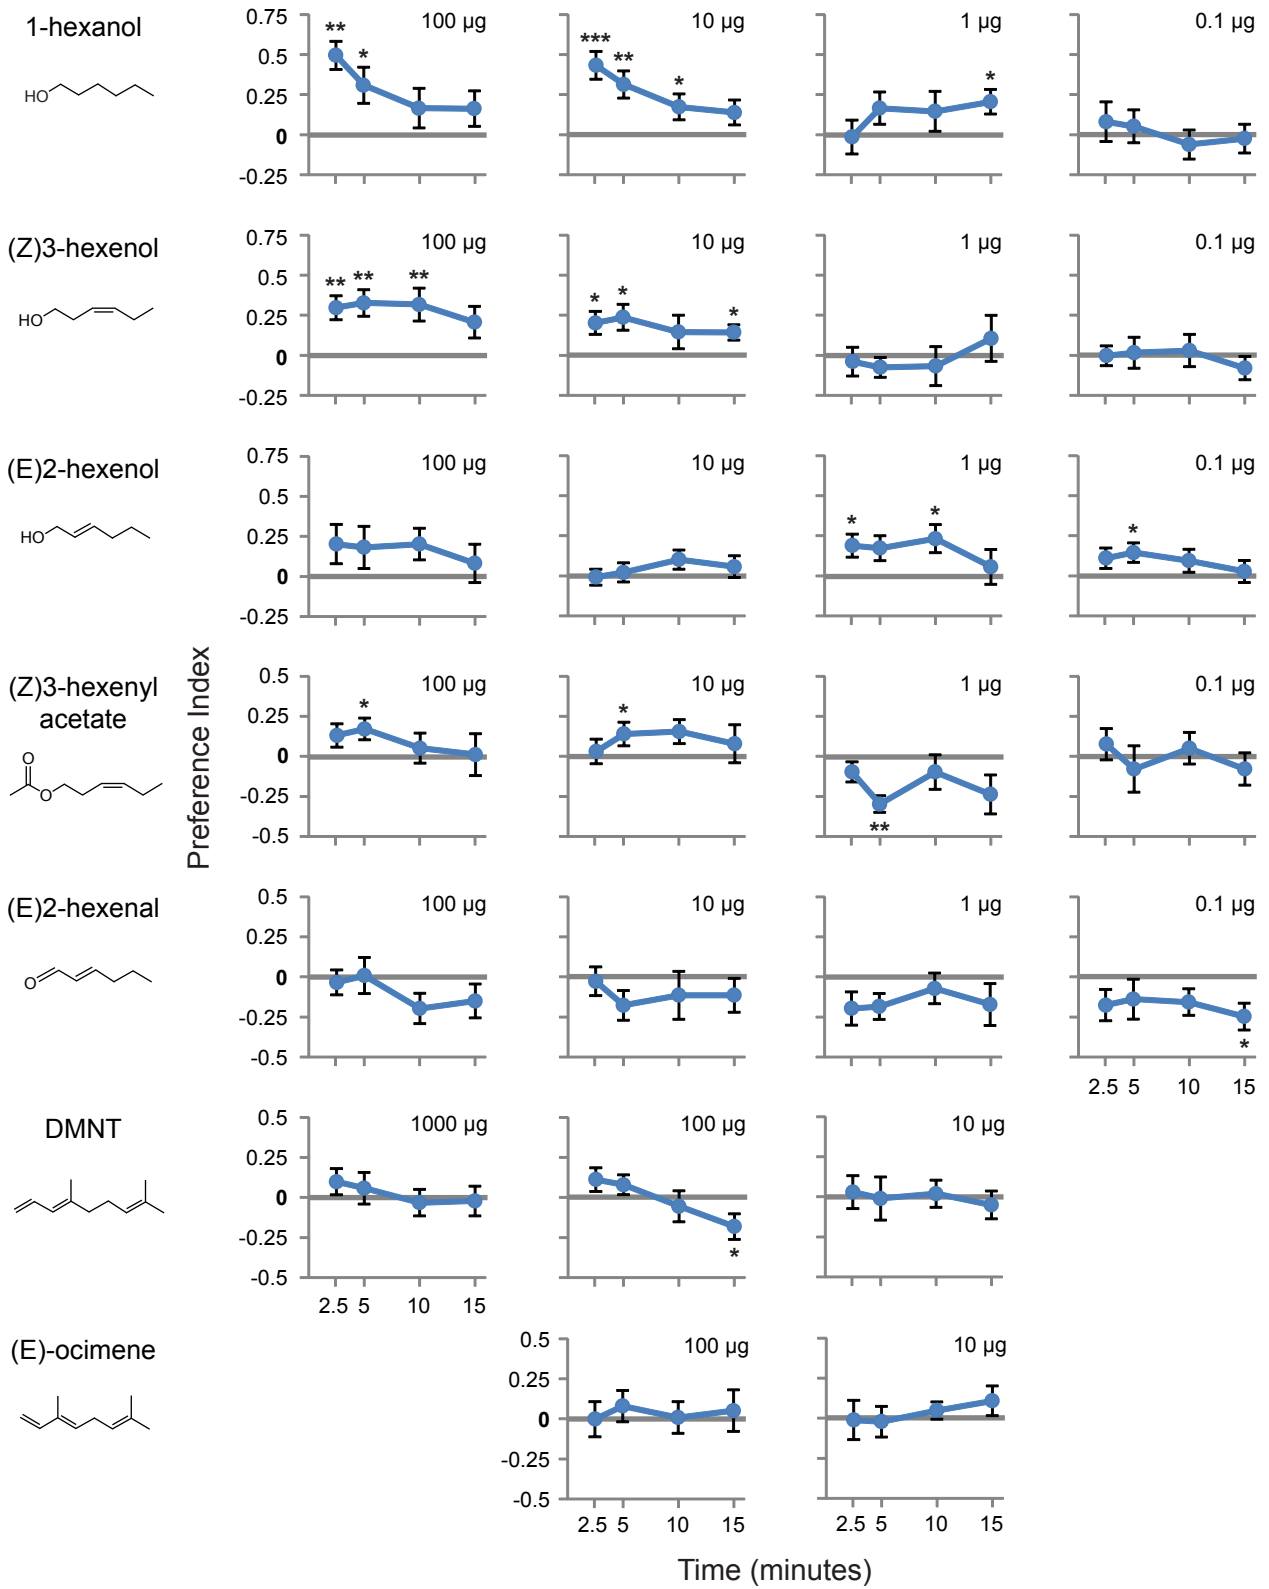 1-hexanol
HO
0.75
0.5
0.25
0
-0.25
100 µg
**
*
10 µg
***
**
*
1 µg
*
0.1 µg
(Z)3-hexenol
HO
0.75
0.5
0.25
0
-0.25
100 µg
**
**
**
10 µg
*
*
*
1 µg
0.1 µg
(E)2-hexenol
HO
0.75
0.5
0.25
0
-0.25
100 µg
10 µg
1 µg
*
*
0.1 µg
*
Preference Index
(Z)3-hexenyl
acetate
O
O
0.5
0.25
0
-0.25
-0.5
100 µg
*
10 µg
*
1 µg
**
0.1 µg
(E)2-hexenal
O
0.5
0.25
0
-0.25
-0.5
100 µg
10 µg
1 µg
0.1 µg
*
2.5 5 10 15
DMNT
0.5
0.25
0
-0.25
-0.5
1000 µg
100 µg
*
10 µg
2.5 5 10 15
(E)-ocimene
0.5
0.25
0
-0.25
-0.5
100 µg
10 µg
2.5 5 10 15
2.5 5 10 15
Time (minutes)